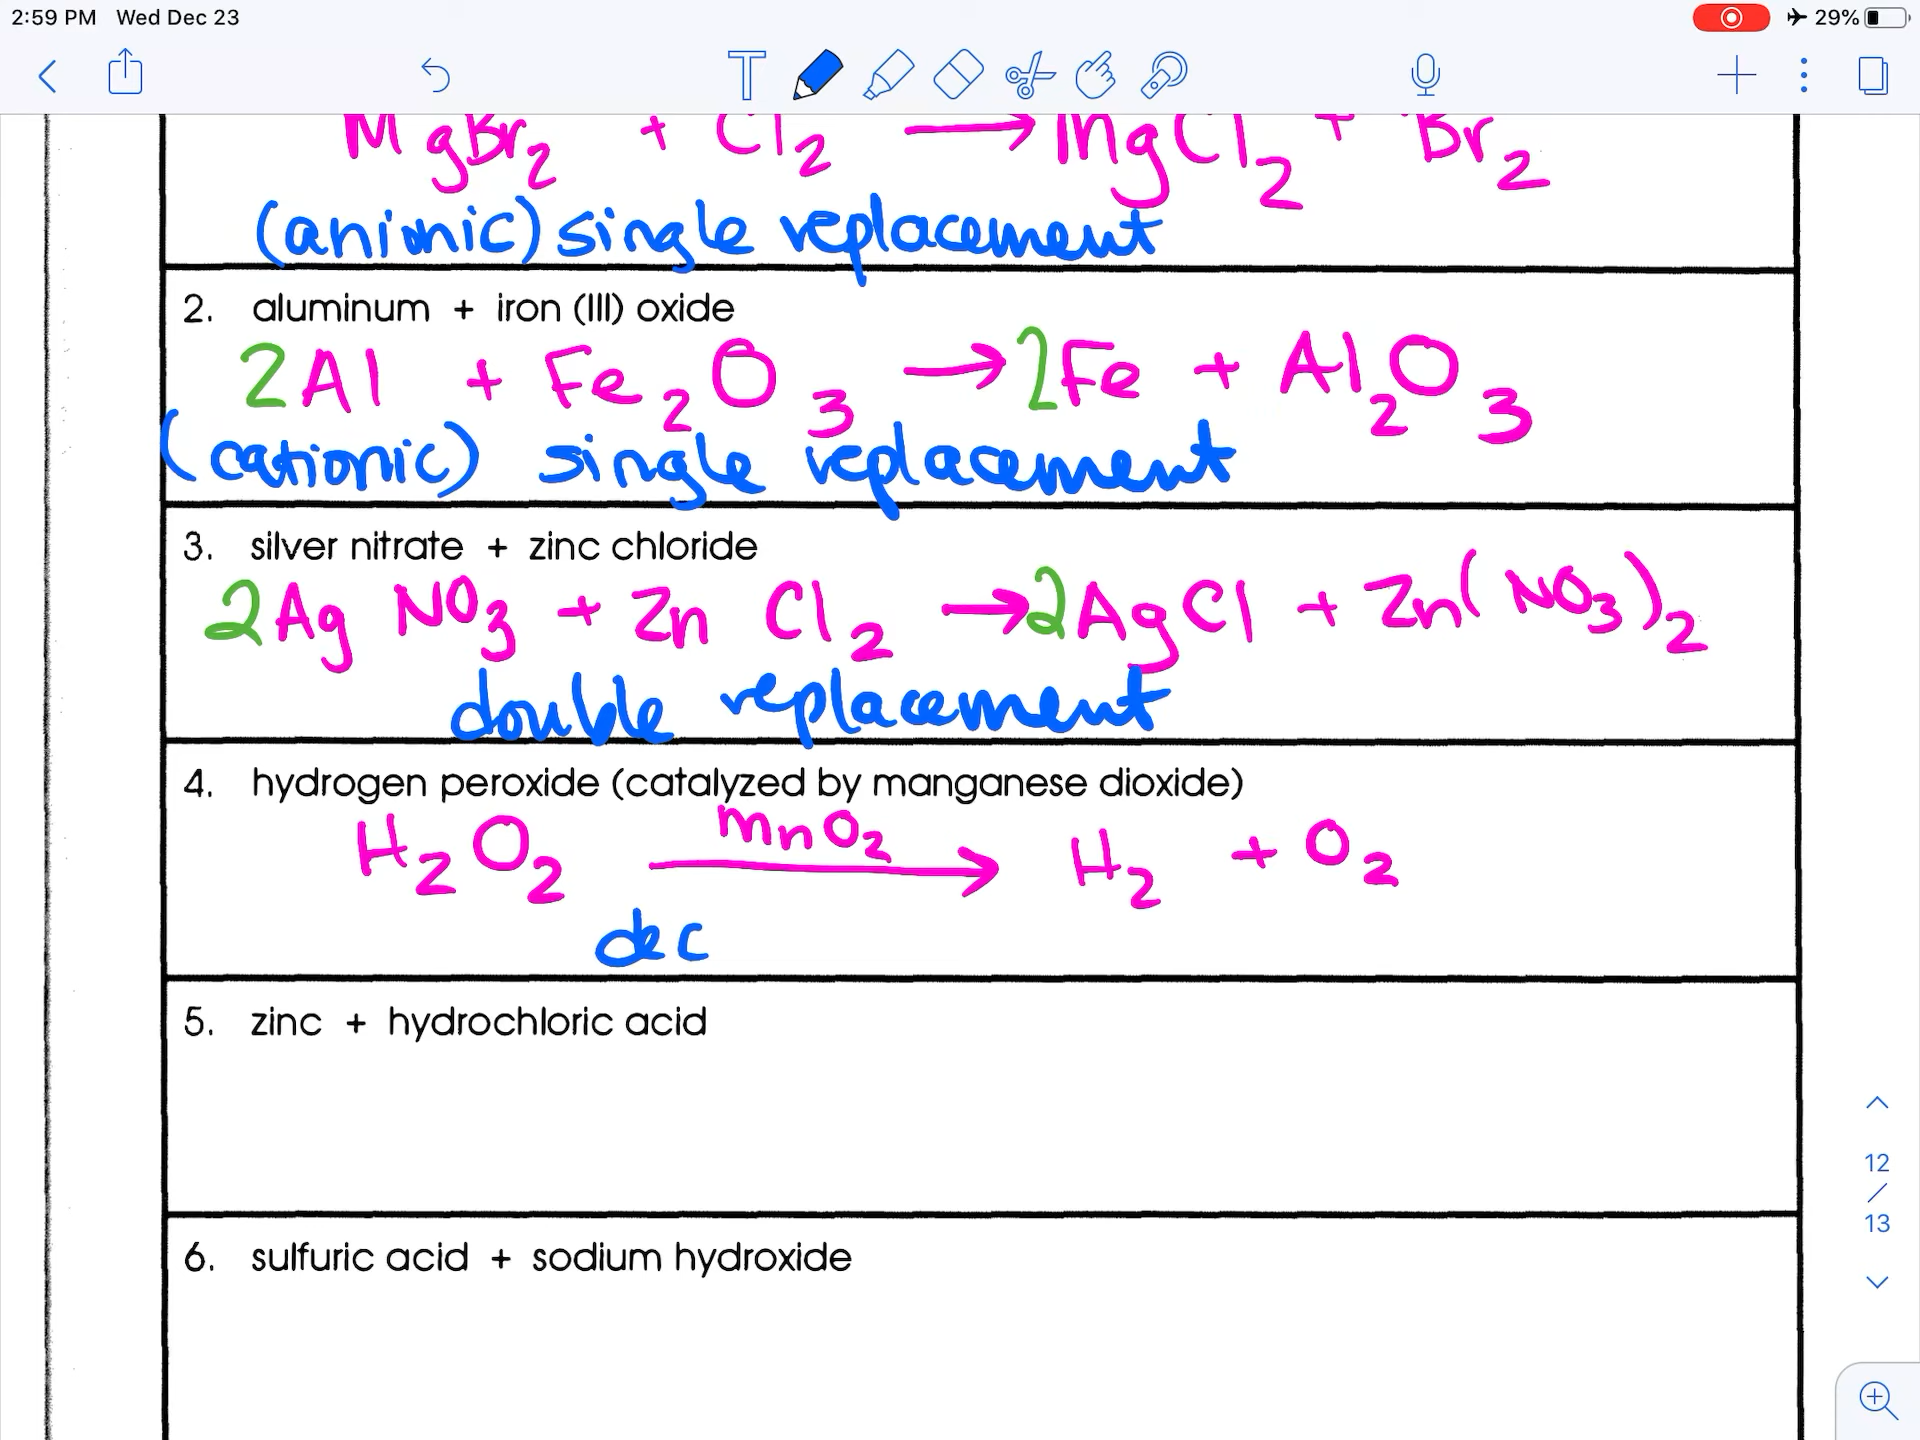 2:59 PM Wed Dec 23 29%
MgBr2 + Cl2 → MgCl2 + Br2
(anionic) single replacement
2. aluminum + iron (III) oxide
2Al + Fe2O3 → 2Fe + Al2O3
(cationic) single replacement
3. silver nitrate + zinc chloride
2AgNO3 + ZnCl2 → 2AgCl + Zn(NO3)2
double replacement
4. hydrogen peroxide (catalyzed by manganese dioxide)
MnO2
H2O2 → H2 + O2
dec
5. zinc + hydrochloric acid
12
/
13
6. sulfuric acid + sodium hydroxide